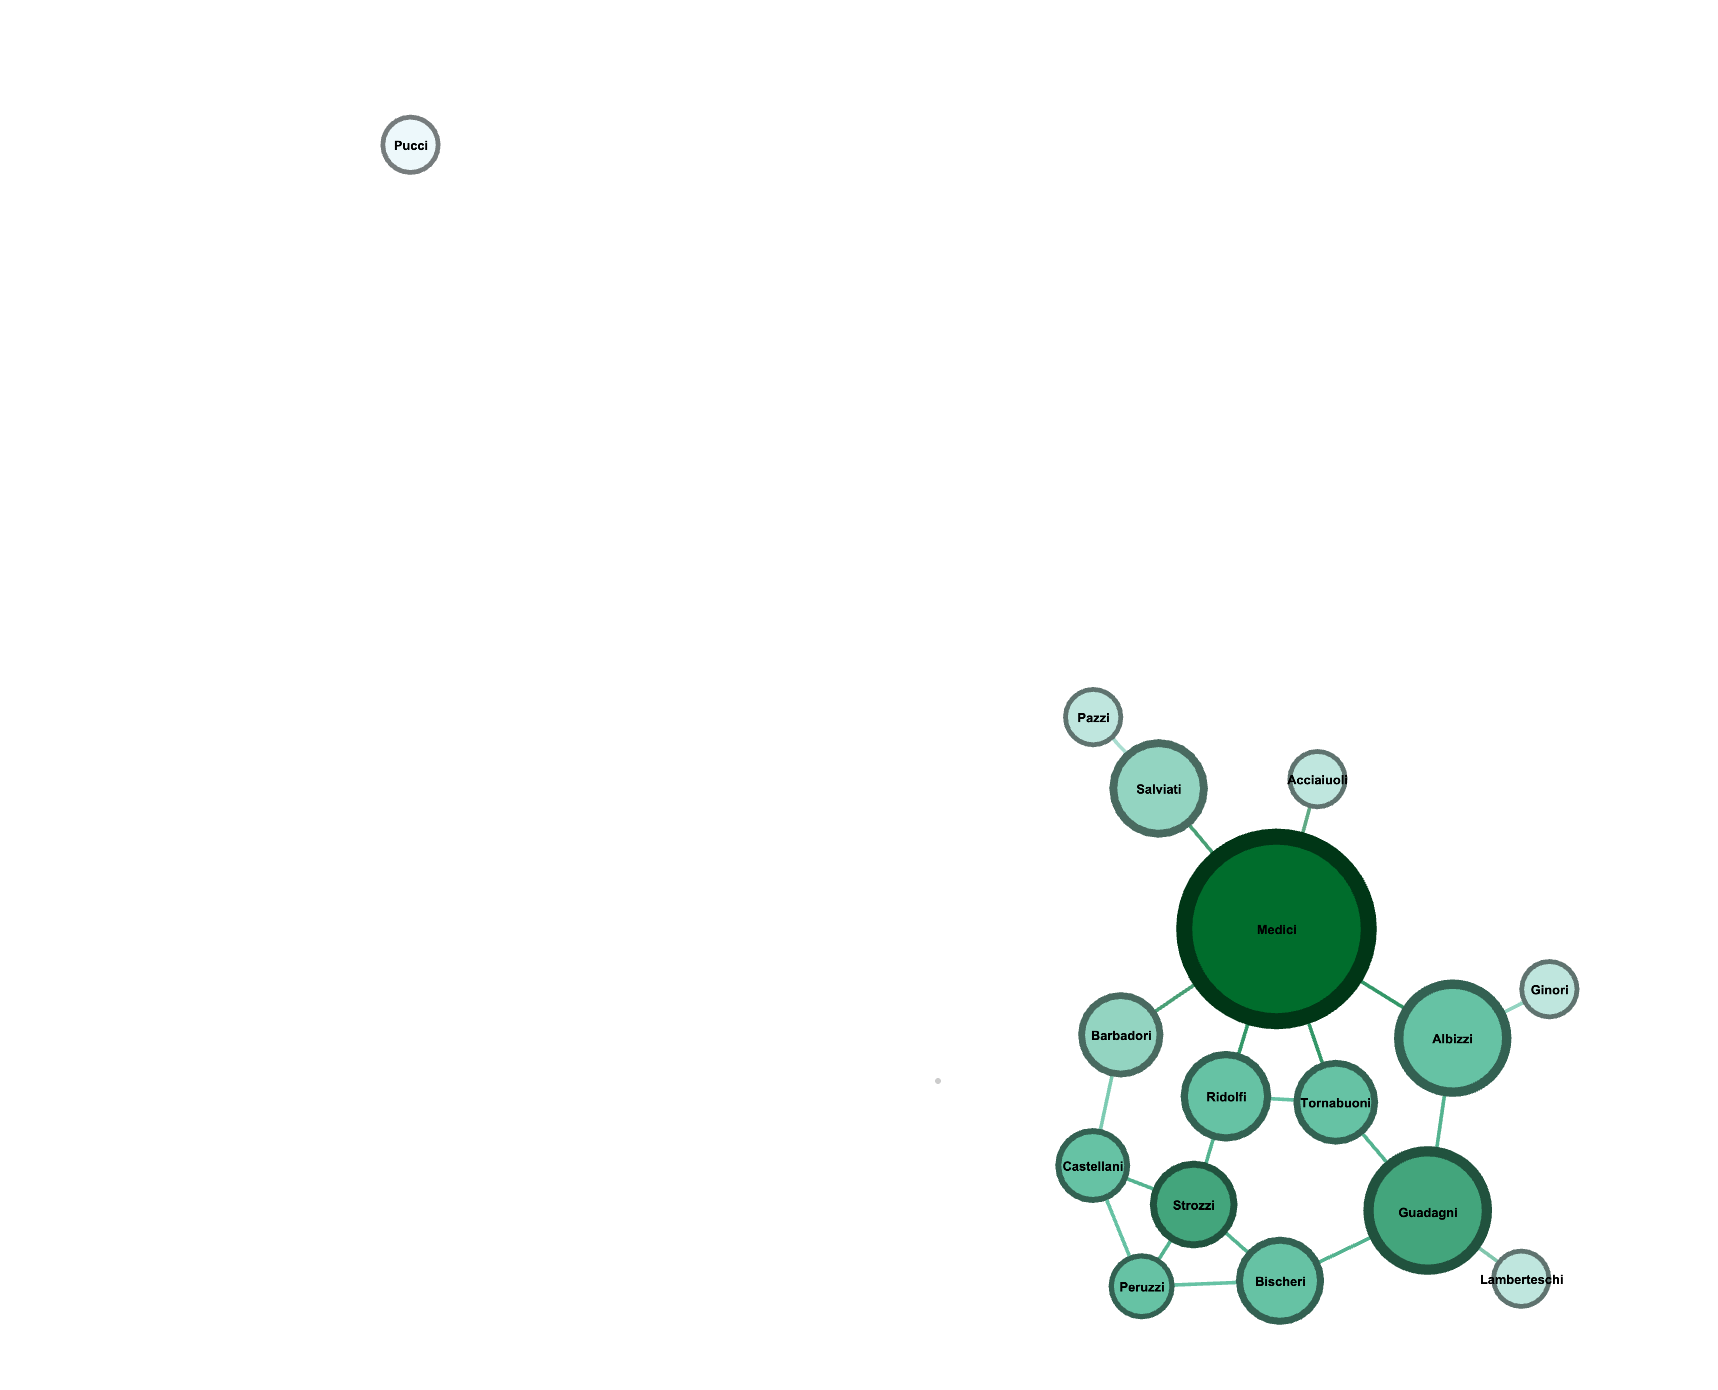 Pucci
Pazzi
Acciaiuoli
Salviati
Medici
Ginori
Barbadori
Albizzi
Ridolfi
Tornabuoni
Castellani
Strozzi
Guadagni
Lamberteschi
Bischeri
Peruzzi